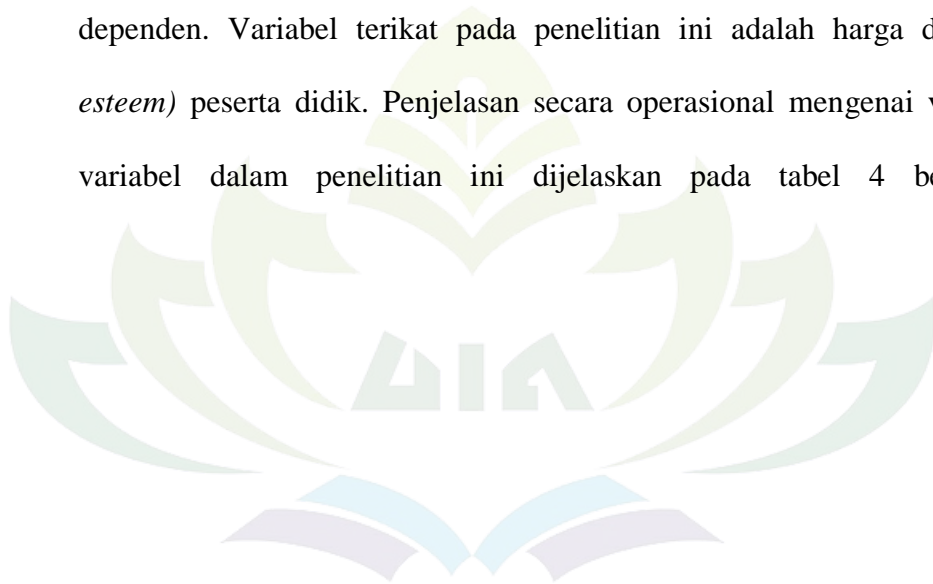 dependen. Variabel terikat pada penelitian ini adalah harga d
esteem) peserta didik. Penjelasan secara operasional mengenai v
variabel dalam penelitian ini dijelaskan pada tabel 4 be
UIN